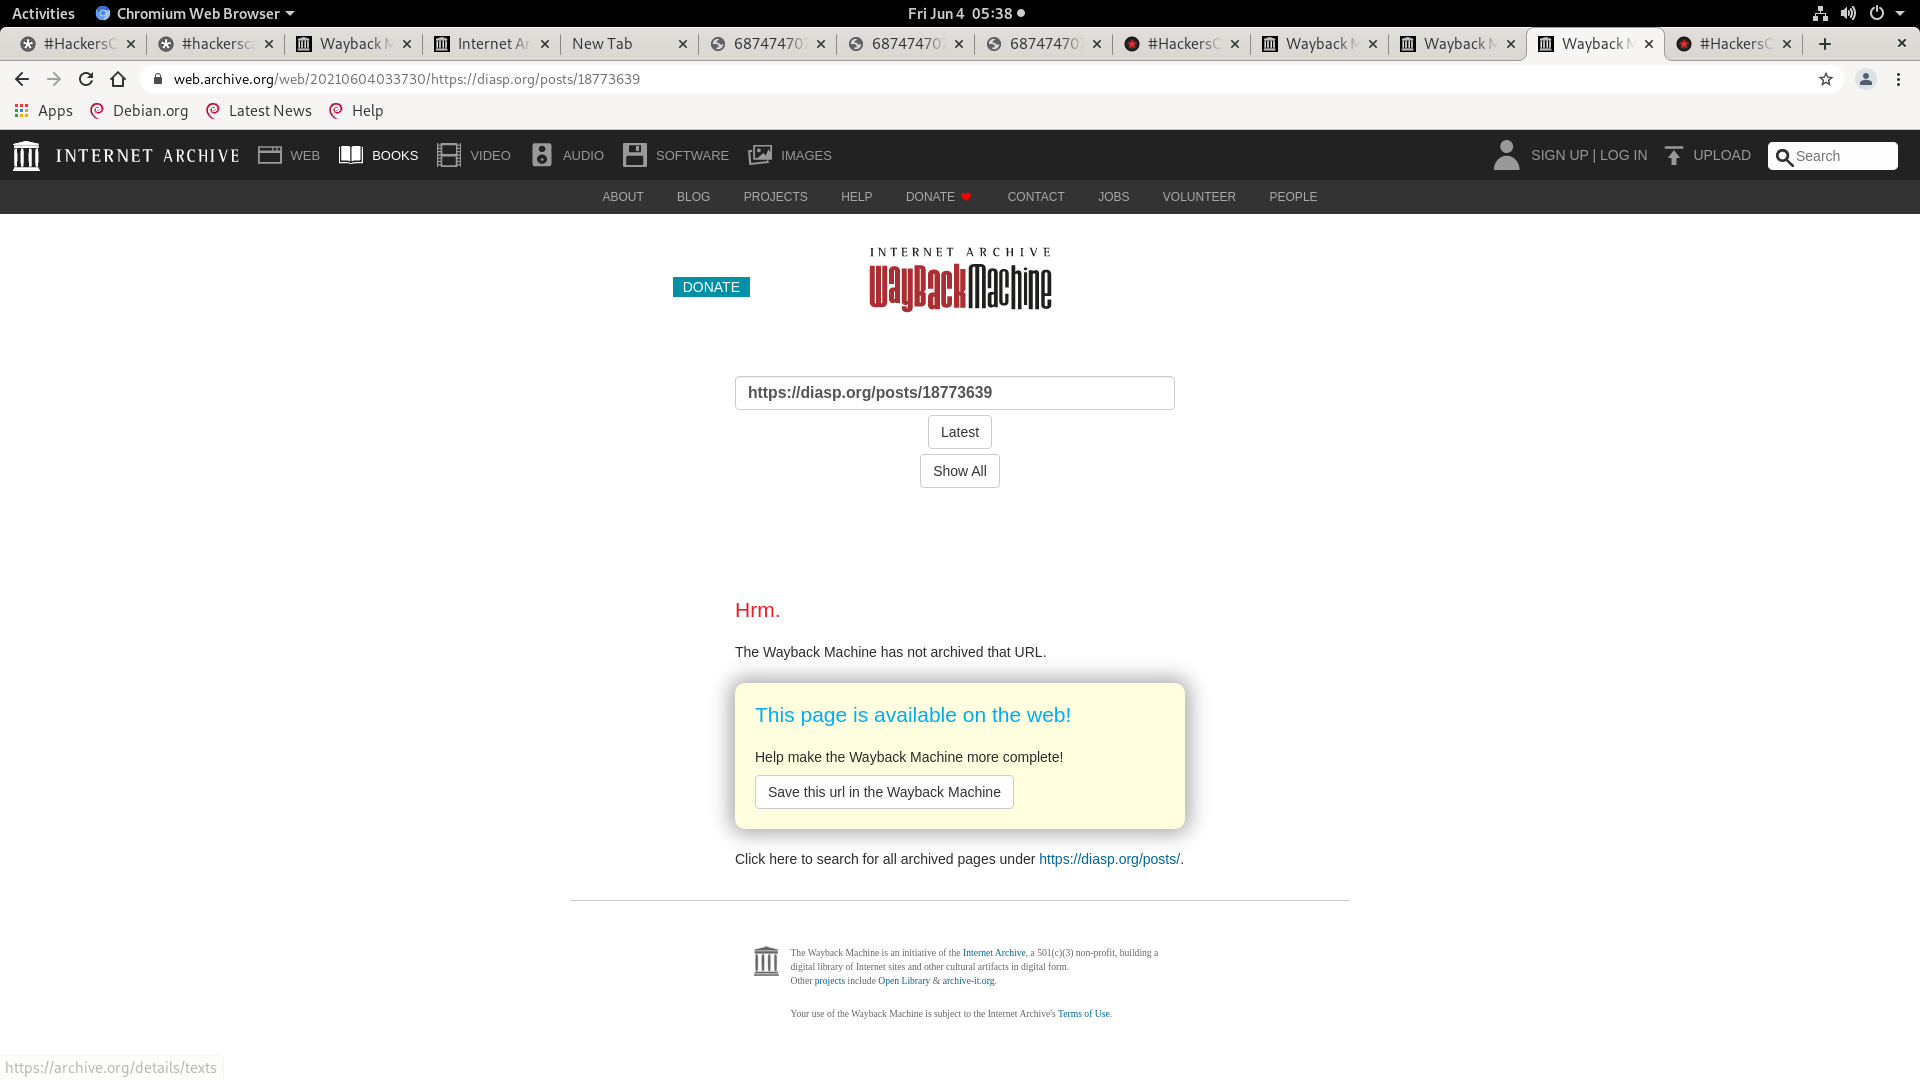 Activities
Chromium Web Browser
Fri Jun 4 05:38
#HackersC
#hackersca
Wayback M
Internet Ar
New Tab
687474707
687474707
687474707
#HackersC
Wayback M
Wayback M
Wayback M
#HackersC
web.archive.org/web/20210604033730/https://diasp.org/posts/18773639
Apps
Debian.org
Latest News
Help
INTERNET ARCHIVE
WEB
BOOKS
VIDEO
AUDIO
SOFTWARE
IMAGES
SIGN UP | LOG IN
UPLOAD
Search
ABOUT
BLOG
PROJECTS
HELP
DONATE
CONTACT
JOBS
VOLUNTEER
PEOPLE
DONATE
INTERNET ARCHIVE
WayBackMachine
https://diasp.org/posts/18773639
Latest
Show All
Hrm.
The Wayback Machine has not archived that URL.
This page is available on the web!
Help make the Wayback Machine more complete!
Save this url in the Wayback Machine
Click here to search for all archived pages under https://diasp.org/posts/.
The Wayback Machine is an initiative of the Internet Archive, a 501(c)(3) non-profit, building a
digital library of Internet sites and other cultural artifacts in digital form.
Other projects include Open Library & archive-it.org.
Your use of the Wayback Machine is subject to the Internet Archive's Terms of Use.
https://archive.org/details/texts